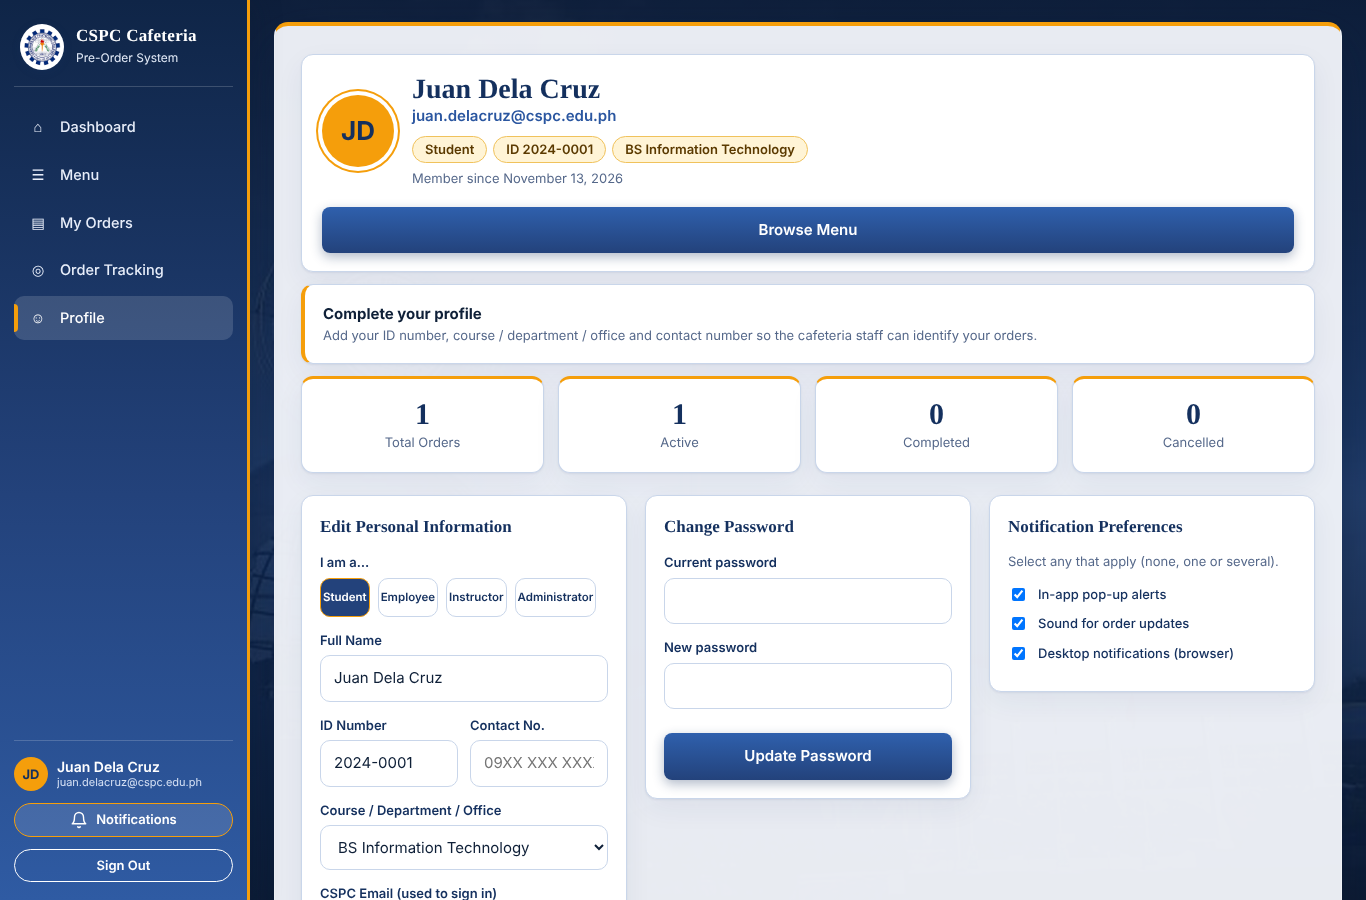 CSPC Cafeteria
Pre-Order System
Dashboard
Menu
My Orders
Order Tracking
Profile
JD
Juan Dela Cruz
juan.delacruz@cspc.edu.ph
Notifications
Sign Out
JD
Juan Dela Cruz
juan.delacruz@cspc.edu.ph
Student ID 2024-0001 BS Information Technology
Member since November 13, 2026
Browse Menu
Complete your profile
Add your ID number, course / department / office and contact number so the cafeteria staff can identify your orders.
1
Total Orders
1
Active
0
Completed
0
Cancelled
Edit Personal Information
I am a...
Student Employee Instructor Administrator
Full Name
Juan Dela Cruz
ID Number Contact No.
2024-0001 09XX XXX XXX
Course / Department / Office
BS Information Technology
CSPC Email (used to sign in)
Change Password
Current password
New password
Update Password
Notification Preferences
Select any that apply (none, one or several).
In-app pop-up alerts
Sound for order updates
Desktop notifications (browser)